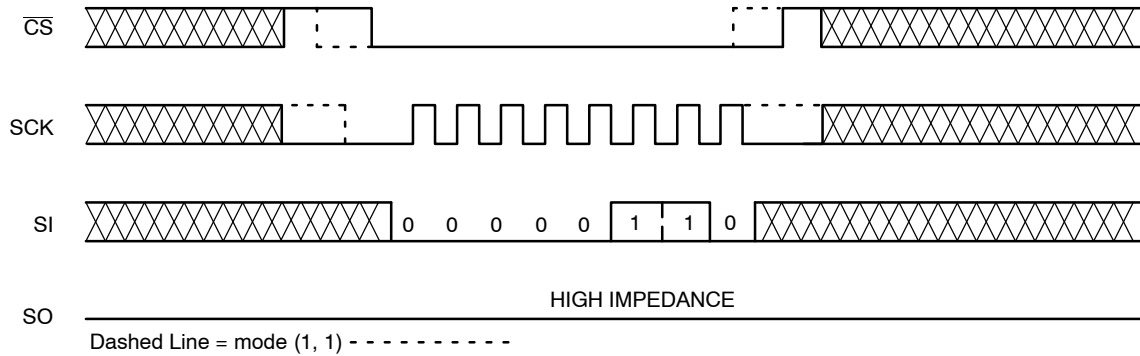 CS
SCK
SI 0 0 0 0 0 1 1 0
HIGH IMPEDANCE
SO
Dashed Line = mode (1, 1)